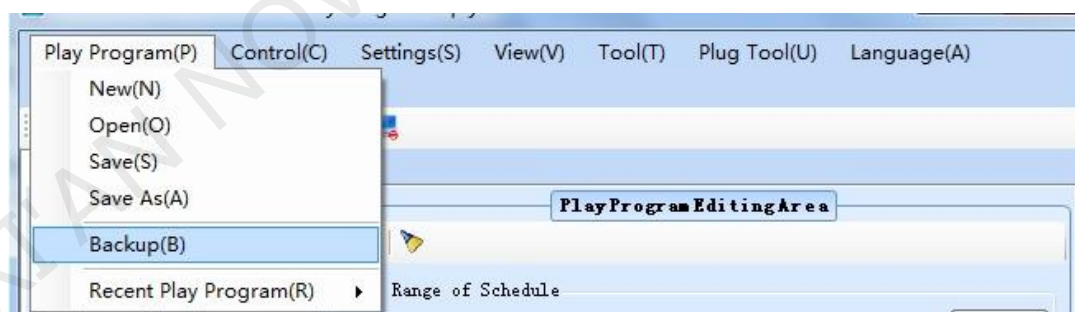 Play Program(P) Control(C) Settings(S) View(V) Tool(T) Plug Tool(U) Language(A)
New(N)
Open(O)
Save(S)
Save As(A)
PlayProgramEditingArea
Backup(B)
Recent Play Program(R) Range of Schedule